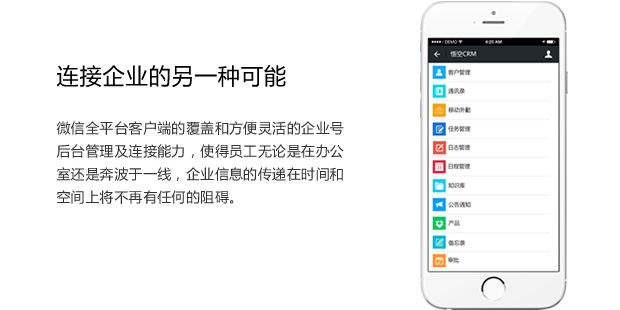 连接企业的另一种可能
微信全平台客户端的覆盖和方便灵活的企业号
后台管理及连接能力，使得员工无论是在办公
室还是奔波于一线，企业信息的传递在时间和
空间上将不再有任何的阻碍。
DEMO 4:20 AM
悟空CRM
客户管理
通讯录
移动外勤
任务管理
日志管理
日程管理
知识库
公告通知
产品
备忘录
审批